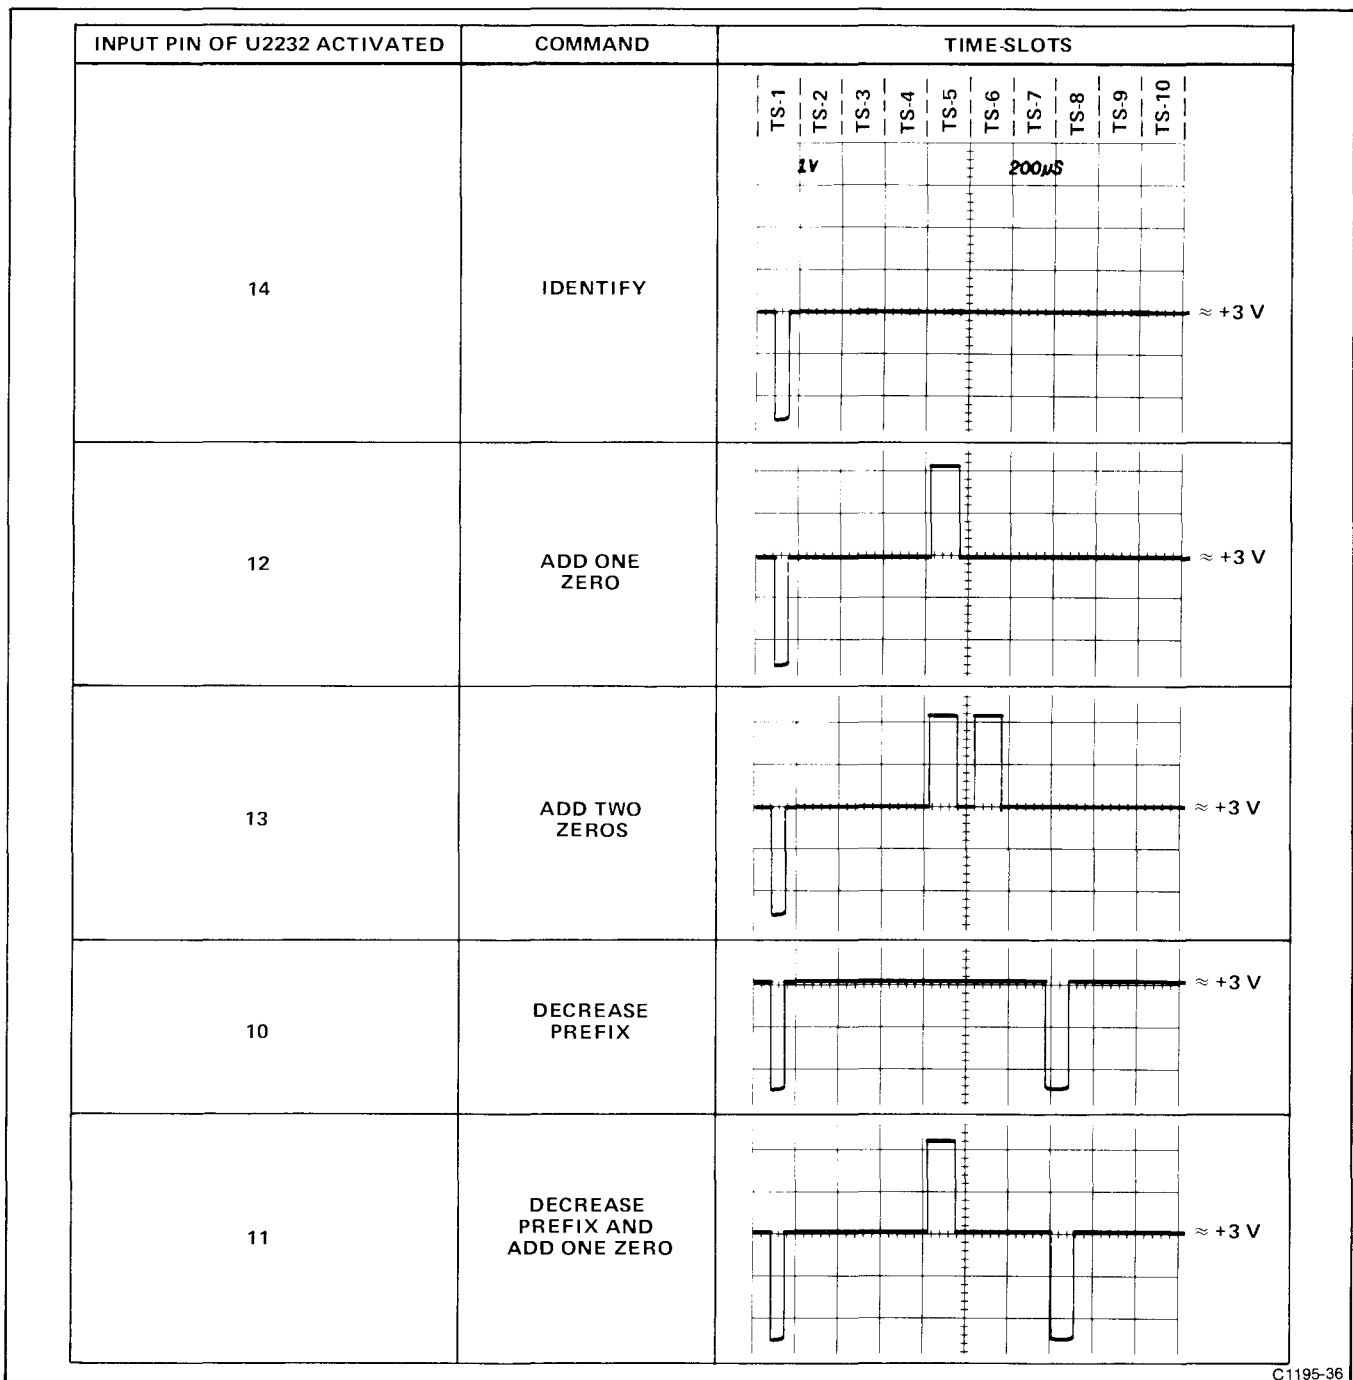 INPUT PIN OF U2232 ACTIVATED
COMMAND
TIME-SLOTS
TS-1
TS-2
TS-3
TS-4
TS-5
TS-6
TS-7
TS-8
TS-9
TS-10
1V
200µS
14
IDENTIFY
≈ +3 V
12
ADD ONE
ZERO
≈ +3 V
13
ADD TWO
ZEROS
≈ +3 V
10
DECREASE
PREFIX
≈ +3 V
11
DECREASE
PREFIX AND
ADD ONE ZERO
≈ +3 V
C1195-36